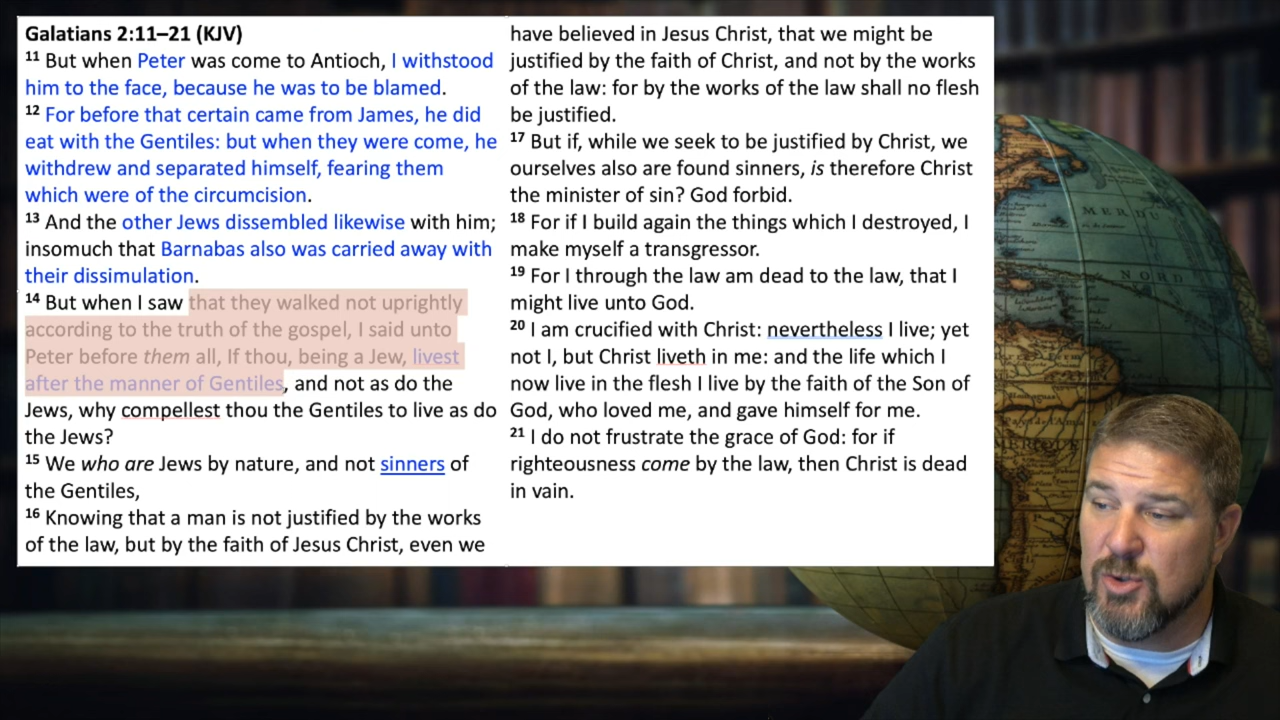 Galatians 2:11–21 (KJV)
11 But when Peter was come to Antioch, I withstood
him to the face, because he was to be blamed.
12 For before that certain came from James, he did
eat with the Gentiles: but when they were come, he
withdrew and separated himself, fearing them
which were of the circumcision.
13 And the other Jews dissembled likewise with him;
insomuch that Barnabas also was carried away with
their dissimulation.
14 But when I saw that they walked not uprightly
according to the truth of the gospel, I said unto
Peter before them all, If thou, being a Jew, livest
after the manner of Gentiles, and not as do the
Jews, why compellest thou the Gentiles to live as do
the Jews?
15 We who are Jews by nature, and not sinners of
the Gentiles,
16 Knowing that a man is not justified by the works
of the law, but by the faith of Jesus Christ, even we
have believed in Jesus Christ, that we might be
justified by the faith of Christ, and not by the works
of the law: for by the works of the law shall no flesh
be justified.
17 But if, while we seek to be justified by Christ, we
ourselves also are found sinners, is therefore Christ
the minister of sin? God forbid.
18 For if I build again the things which I destroyed, I
make myself a transgressor.
19 For I through the law am dead to the law, that I
might live unto God.
20 I am crucified with Christ: nevertheless I live; yet
not I, but Christ liveth in me: and the life which I
now live in the flesh I live by the faith of the Son of
God, who loved me, and gave himself for me.
21 I do not frustrate the grace of God: for if
righteousness come by the law, then Christ is dead
in vain.
MER DU
NORD